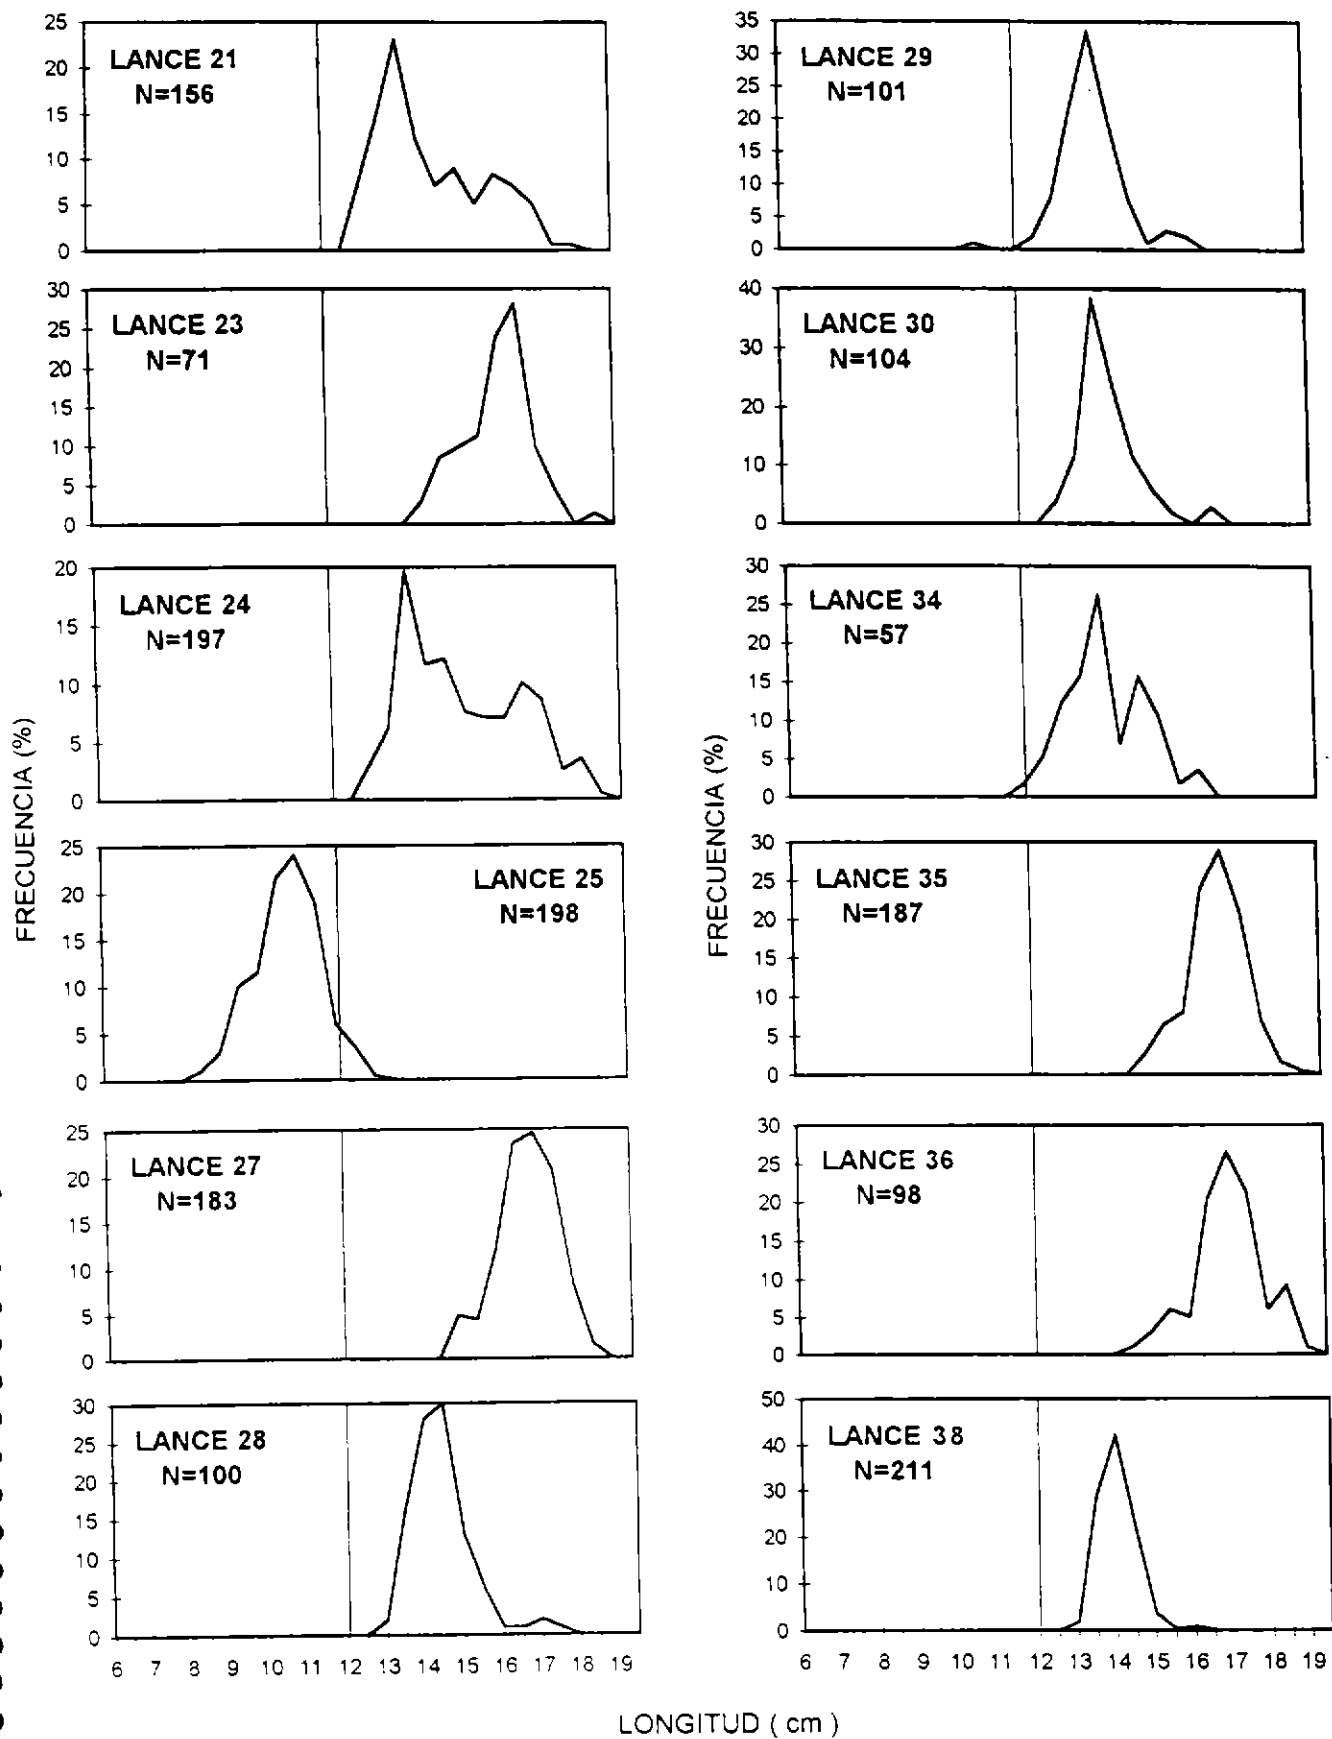 25
20
15
10
5
0
LANCE 21
N=156
30
25
20
15
10
5
0
LANCE 23
N=71
20
15
10
5
0
LANCE 24
N=197
25
20
15
10
5
0
LANCE 25
N=198
25
20
15
10
5
0
LANCE 27
N=183
30
25
20
15
10
5
0
LANCE 28
N=100
6 7 8 9 10 11 12 13 14 15 16 17 18 19
FRECUENCIA (%)
35
30
25
20
15
10
5
0
LANCE 29
N=101
40
30
20
10
0
LANCE 30
N=104
30
25
20
15
10
5
0
LANCE 34
N=57
30
25
20
15
10
5
0
LANCE 35
N=187
30
25
20
15
10
5
0
LANCE 36
N=98
50
40
30
20
10
0
LANCE 38
N=211
6 7 8 9 10 11 12 13 14 15 16 17 18 19
FRECUENCIA (%)
LONGITUD ( cm )